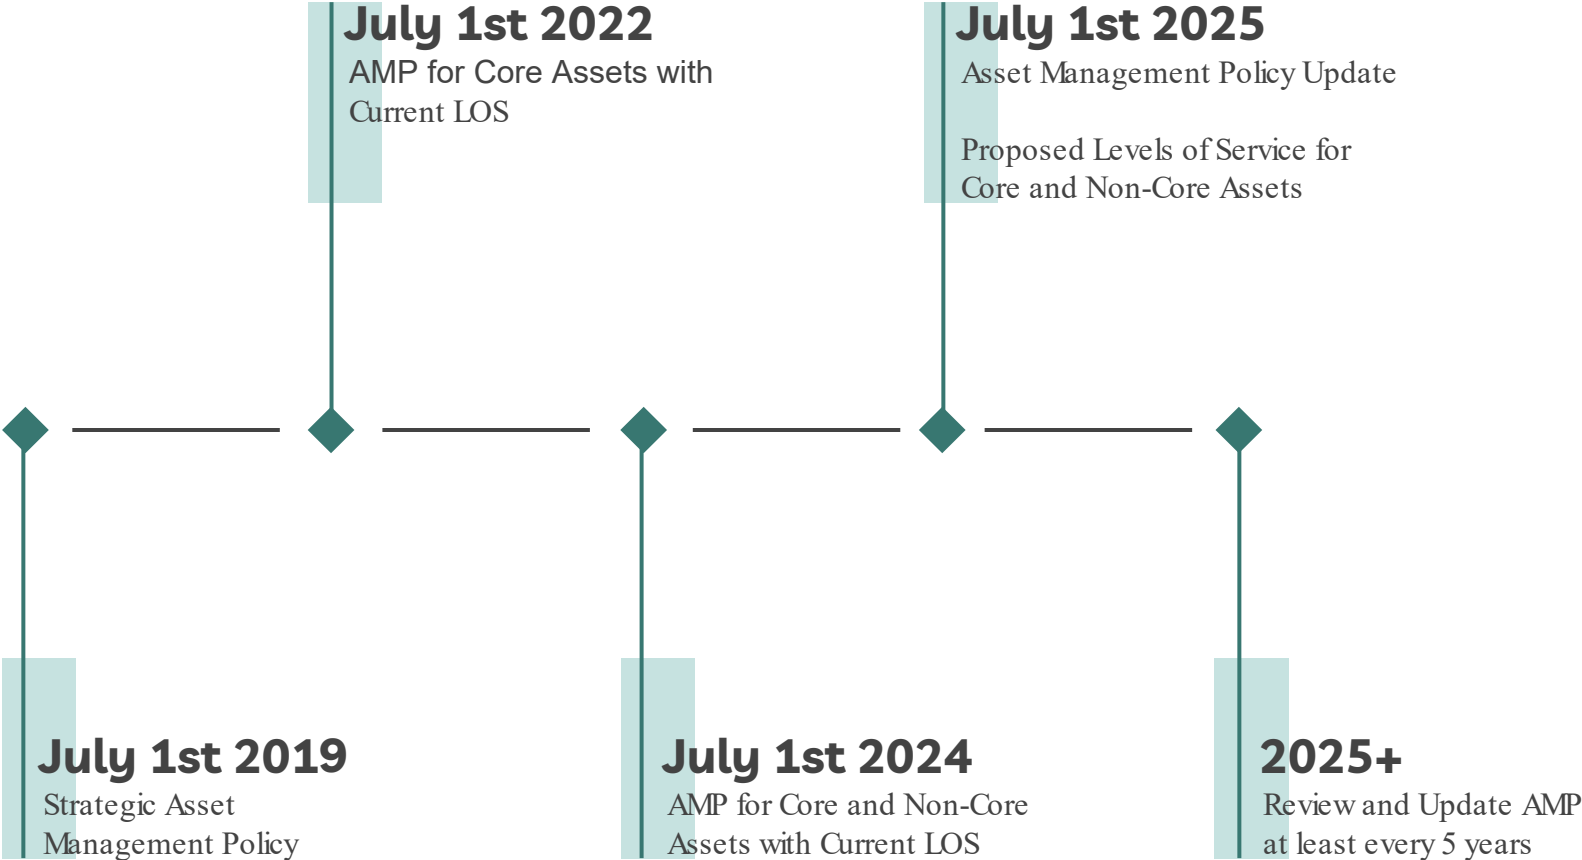 July 1st 2022
AMP for Core Assets with
Current LOS
July 1st 2025
Asset Management Policy Update
Proposed Levels of Service for
Core and Non-Core Assets
July 1st 2019
Strategic Asset
Management Policy
July 1st 2024
AMP for Core and Non-Core
Assets with Current LOS
2025+
Review and Update AMP
at least every 5 years